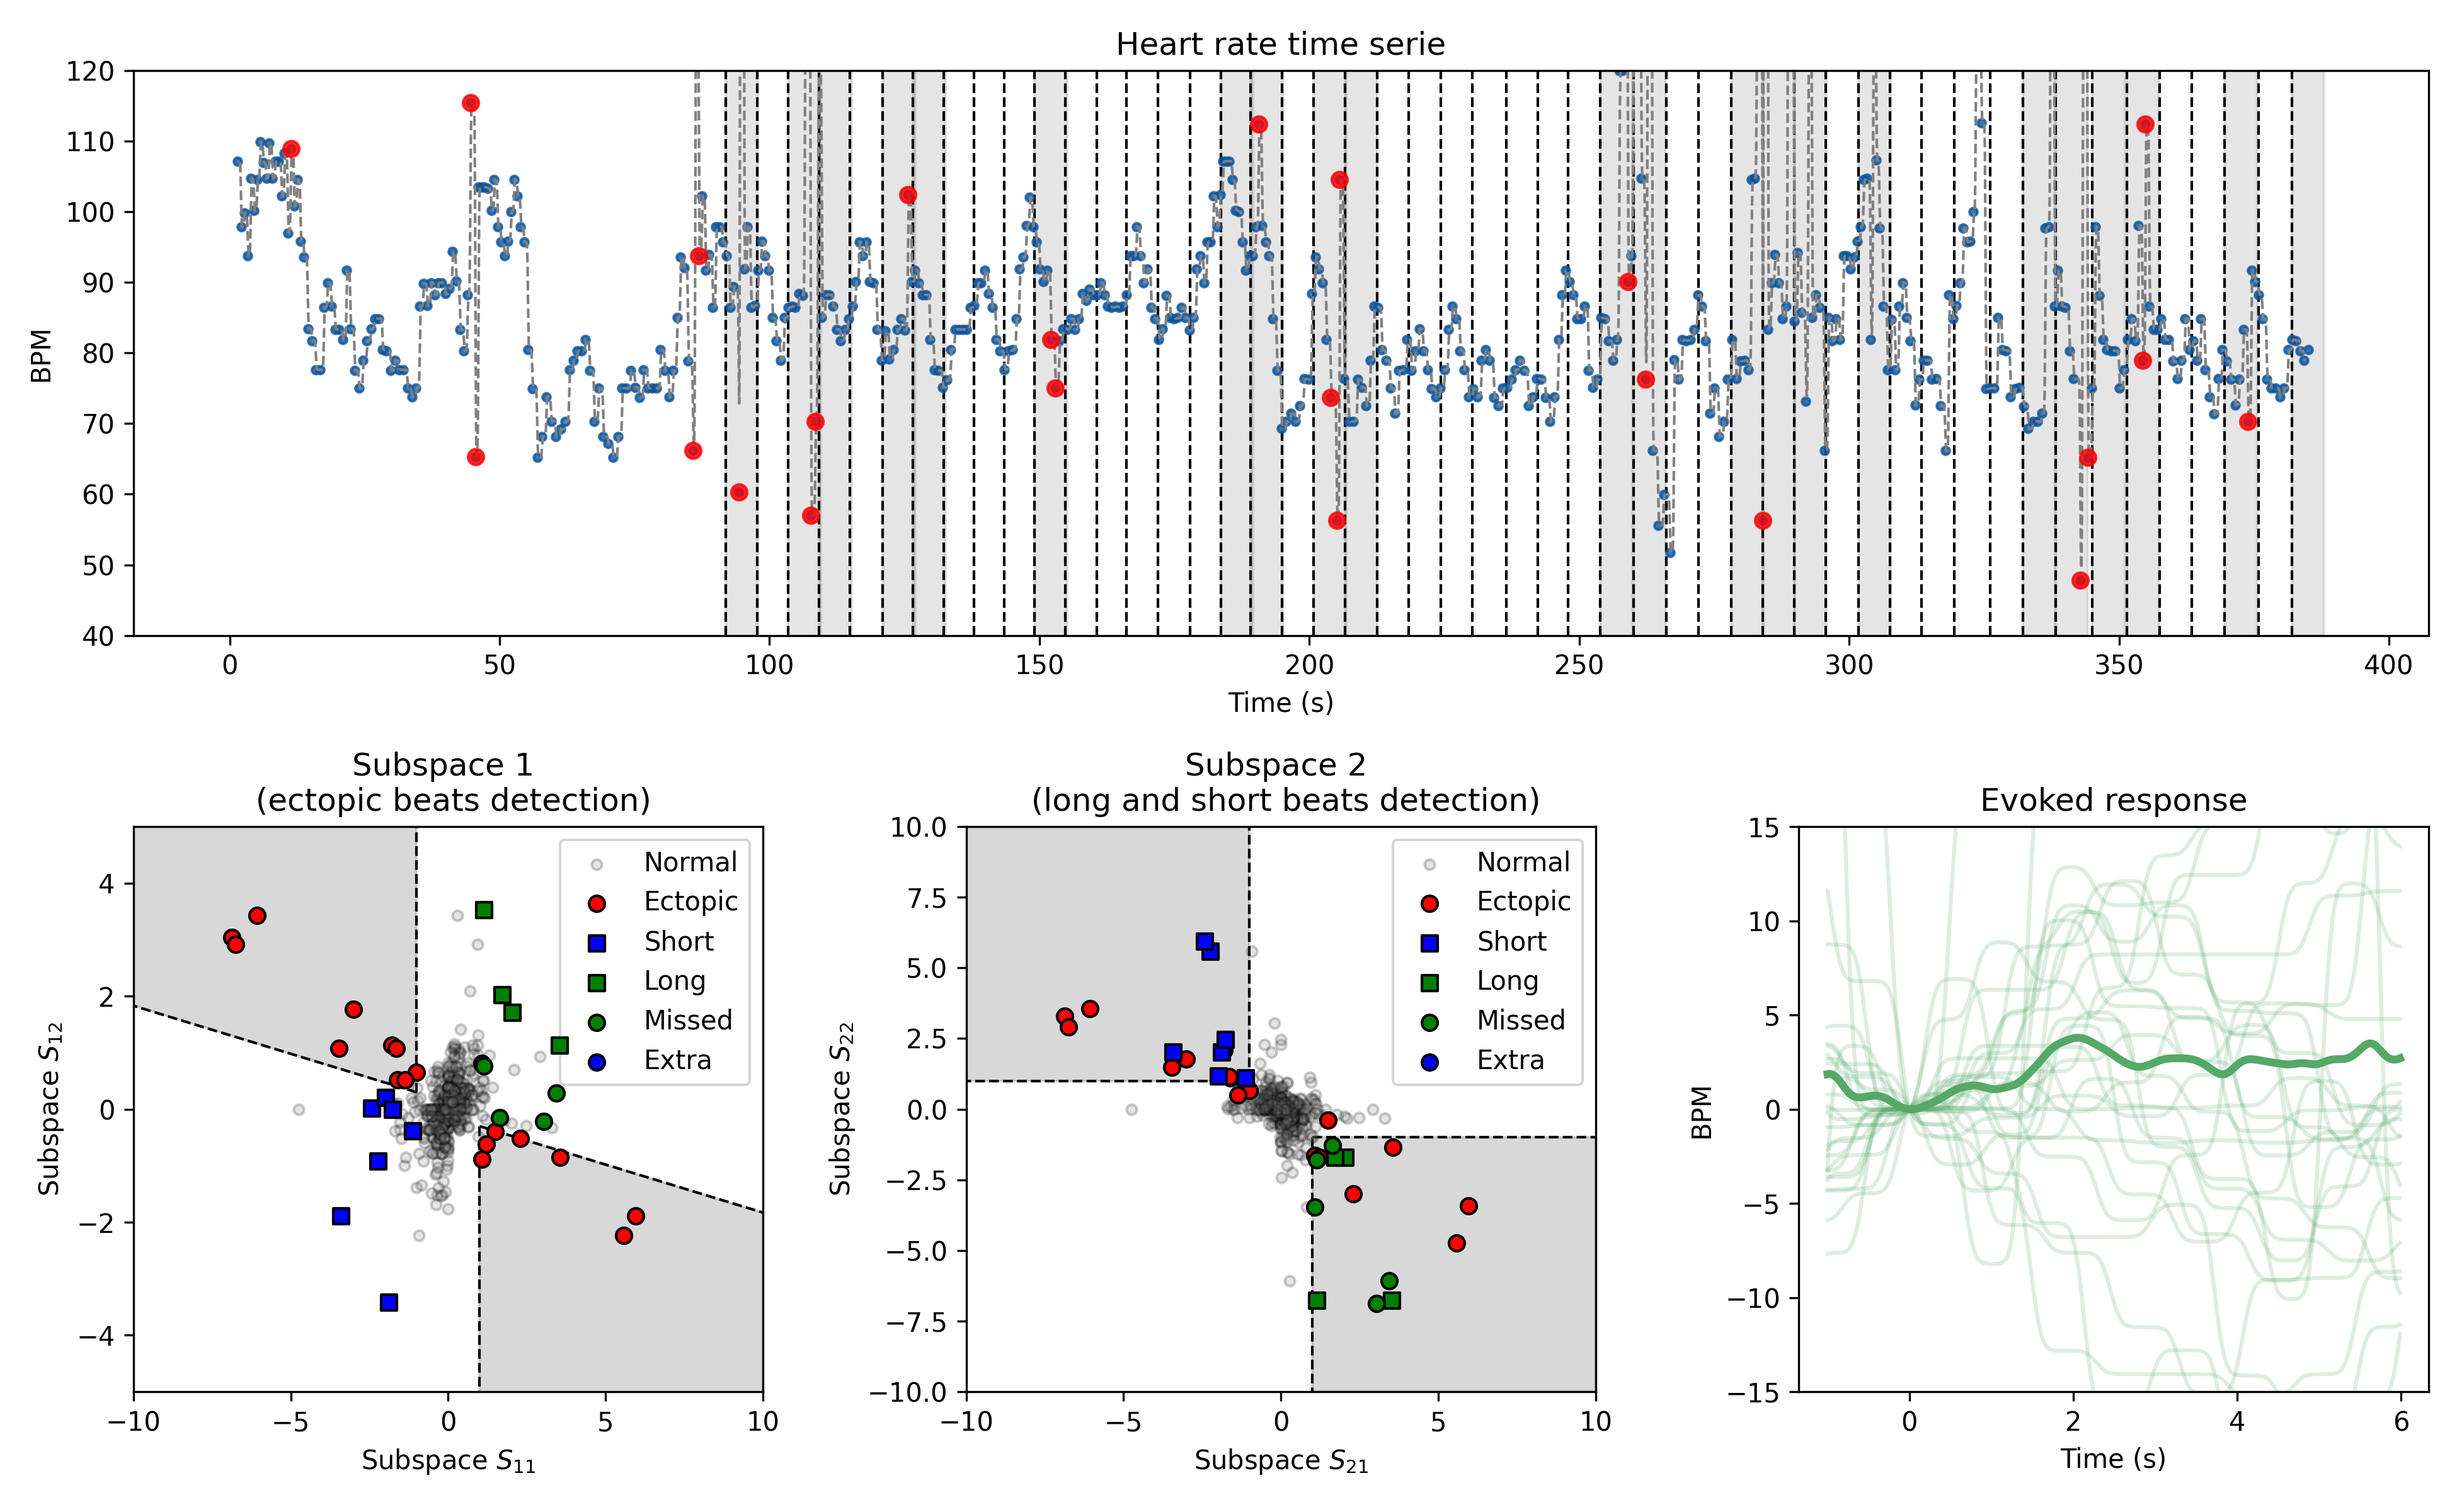 Heart rate time serie
120
110
100
90
80
70
60
50
40
BPM
0 50 100 150 200 250 300 350 400
Time (s)
Subspace 1
(ectopic beats detection)
4
2
0
−2
−4
Subspace S₁₂
−10 −5 0 5 10
Subspace S₁₁
Normal
Ectopic
Short
Long
Missed
Extra
Subspace 2
(long and short beats detection)
10.0
7.5
5.0
2.5
0.0
−2.5
−5.0
−7.5
−10.0
Subspace S₂₂
−10 −5 0 5 10
Subspace S₂₁
Normal
Ectopic
Short
Long
Missed
Extra
Evoked response
15
10
5
0
−5
−10
−15
BPM
0 2 4 6
Time (s)